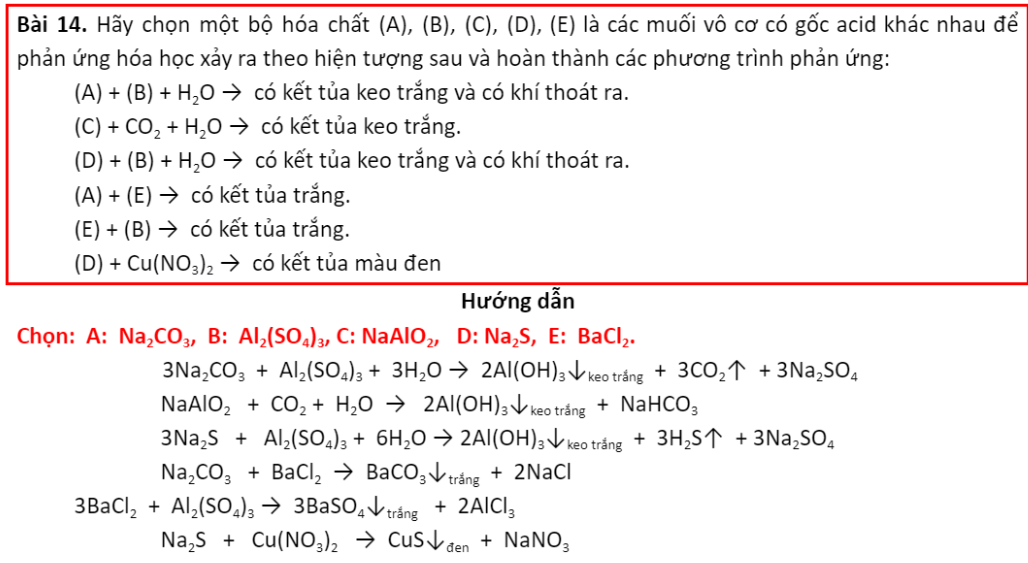 Bài 14. Hãy chọn một bộ hóa chất (A), (B), (C), (D), (E) là các muối vô cơ có gốc acid khác nhau để
phản ứng hóa học xảy ra theo hiện tượng sau và hoàn thành các phương trình phản ứng:
(A) + (B) + H₂O → có kết tủa keo trắng và có khí thoát ra.
(C) + CO₂ + H₂O → có kết tủa keo trắng.
(D) + (B) + H₂O → có kết tủa keo trắng và có khí thoát ra.
(A) + (E) → có kết tủa trắng.
(E) + (B) → có kết tủa trắng.
(D) + Cu(NO₃)₂ → có kết tủa màu đen
Hướng dẫn
Chọn: A: Na₂CO₃, B: Al₂(SO₄)₃, C: NaAlO₂, D: Na₂S, E: BaCl₂.
3Na₂CO₃ + Al₂(SO₄)₃ + 3H₂O → 2Al(OH)₃↓keo trắng + 3CO₂↑ + 3Na₂SO₄
NaAlO₂ + CO₂ + H₂O → 2Al(OH)₃↓keo trắng + NaHCO₃
3Na₂S + Al₂(SO₄)₃ + 6H₂O → 2Al(OH)₃↓keo trắng + 3H₂S↑ + 3Na₂SO₄
Na₂CO₃ + BaCl₂ → BaCO₃↓trắng + 2NaCl
3BaCl₂ + Al₂(SO₄)₃ → 3BaSO₄↓trắng + 2AlCl₃
Na₂S + Cu(NO₃)₂ → CuS↓đen + NaNO₃